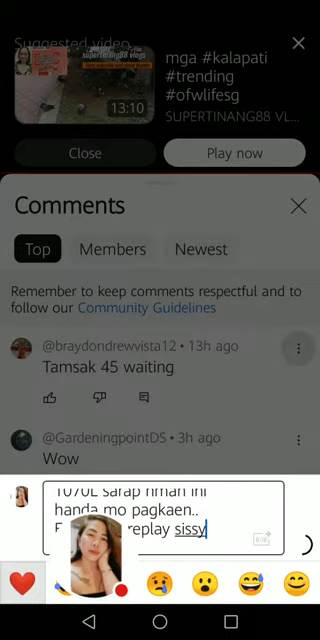 Suggested video
supertinang88 vlogs
13:10
mga #kalapati
#trending
#ofwlifesg
SUPERTINANG88 VL...
Close
Play now
Comments
Top
Members
Newest
Remember to keep comments respectful and to
follow our Community Guidelines
@braydondrewvista12 • 13h ago
Tamsak 45 waiting
@GardeningpointDS • 3h ago
Wow
1070L sarap nman ini
handa mo pagkaen..
replay sissy